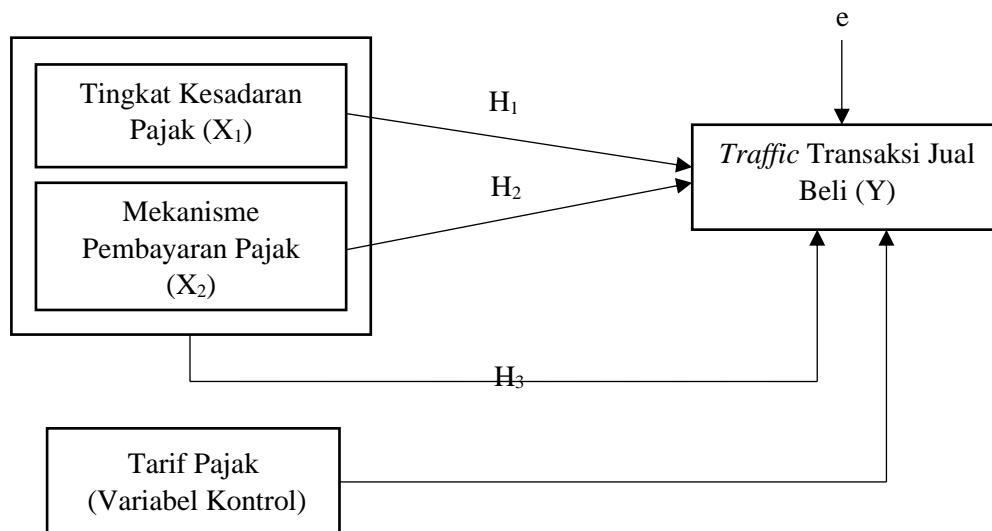 e
Tingkat Kesadaran
Pajak (X₁)
H₁
Traffic Transaksi Jual
Beli (Y)
H₂
Mekanisme
Pembayaran Pajak
(X₂)
H₃
Tarif Pajak
(Variabel Kontrol)